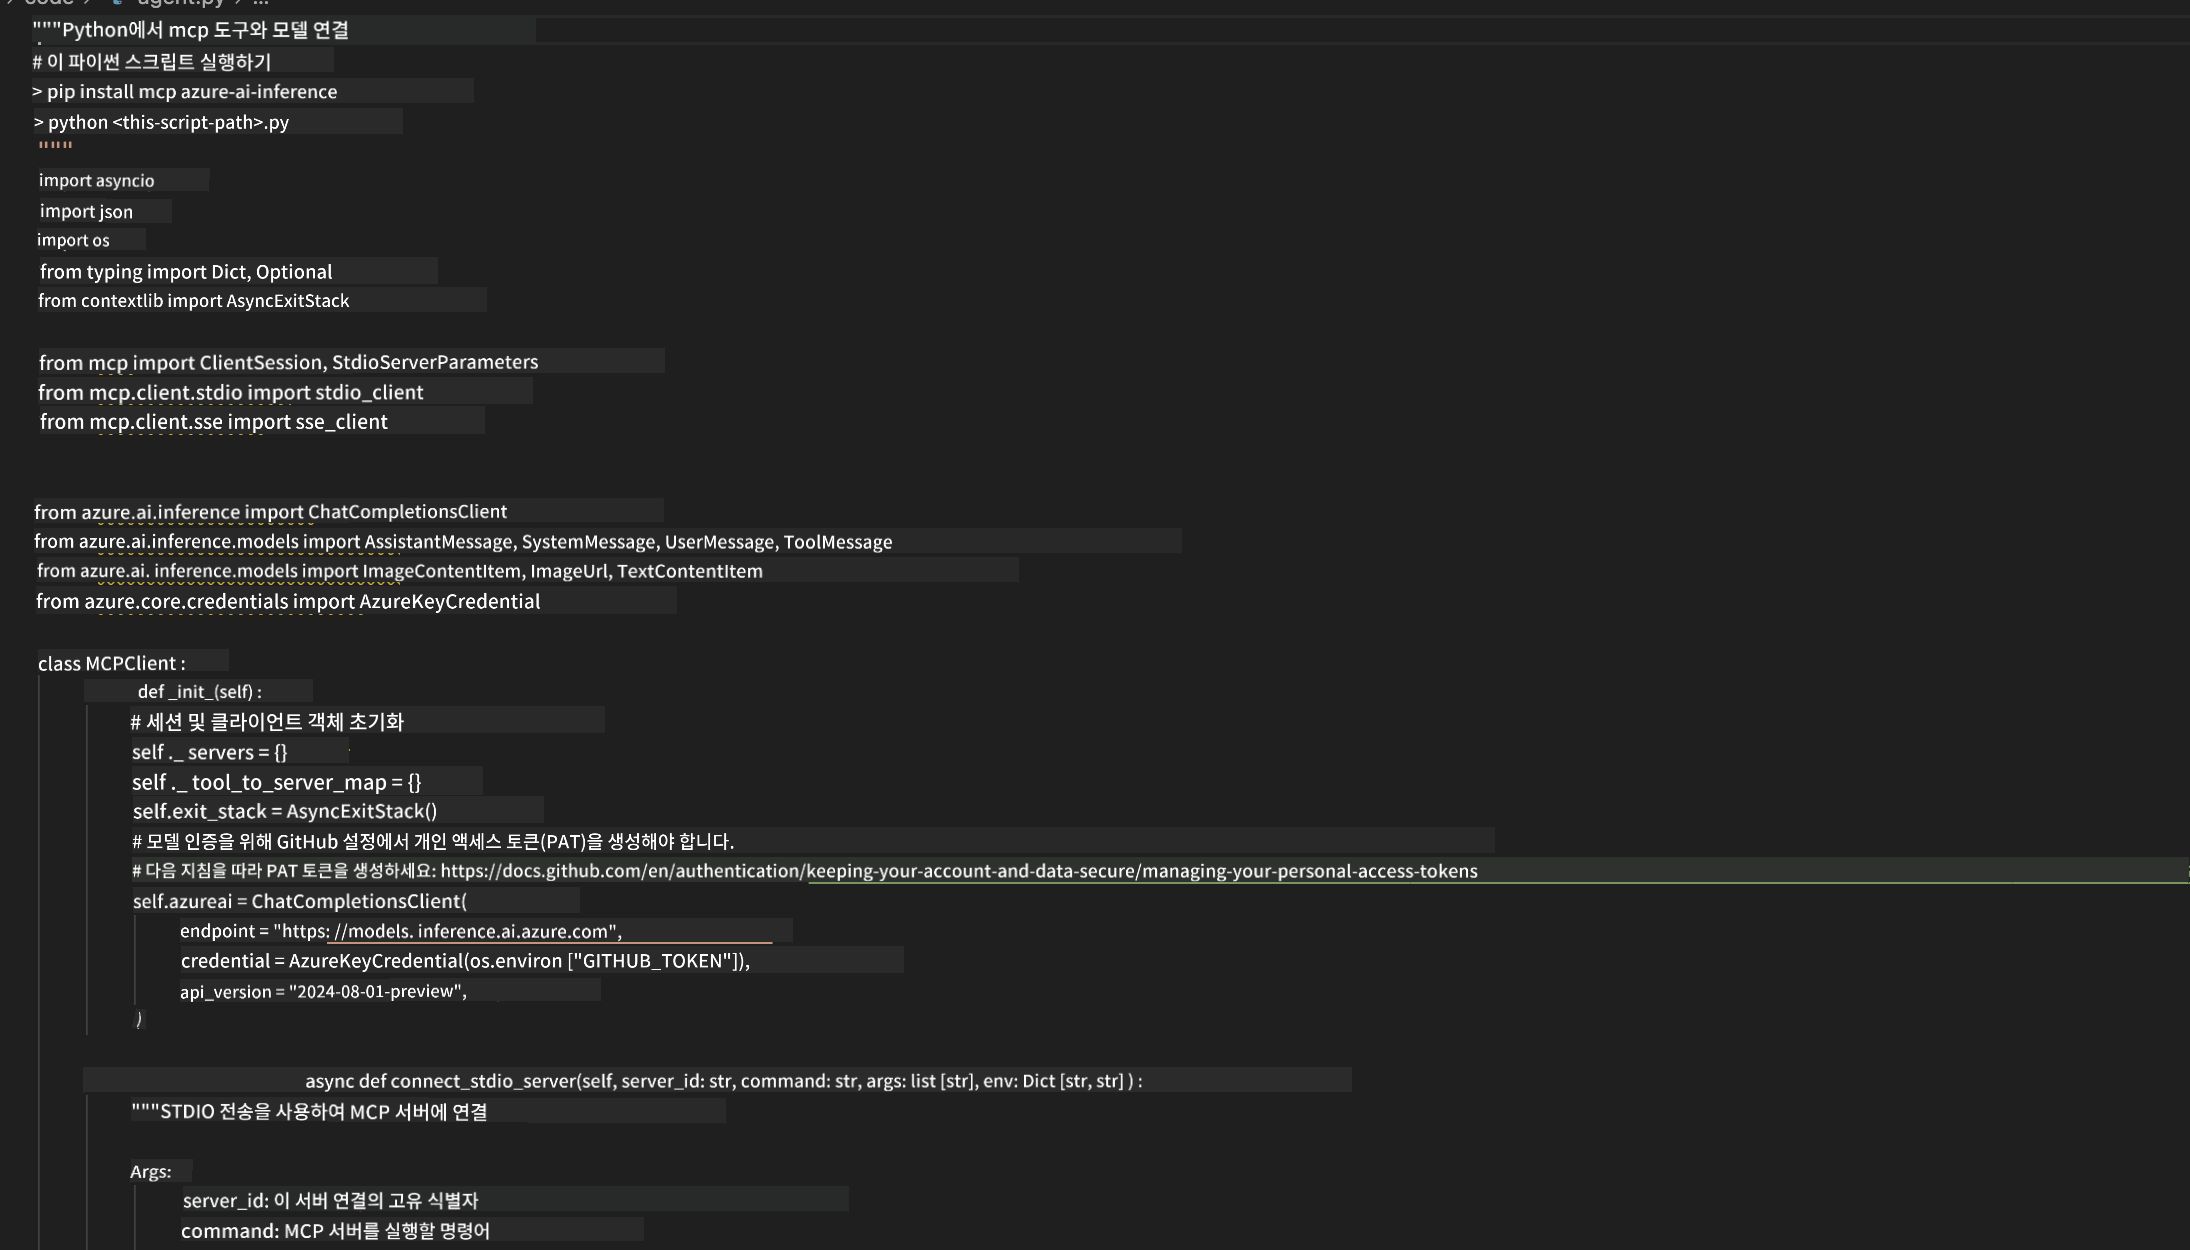 """Python에서 mcp 도구와 모델 연결
# 이 파이썬 스크립트 실행하기
> pip install mcp azure-ai-inference
> python <this-script-path>.py
"""
import asyncio
import json
import os
from typing import Dict, Optional
from contextlib import AsyncExitStack
from mcp import ClientSession, StdioServerParameters
from mcp.client.stdio import stdio_client
from mcp.client.sse import sse_client
from azure.ai.inference import ChatCompletionsClient
from azure.ai.inference.models import AssistantMessage, SystemMessage, UserMessage, ToolMessage
from azure.ai. inference.models import ImageContentItem, ImageUrl, TextContentItem
from azure.core.credentials import AzureKeyCredential
class MCPClient :
def _init_(self) :
# 세션 및 클라이언트 객체 초기화
self ._ servers = {}
self ._ tool_to_server_map = {}
self.exit_stack = AsyncExitStack()
# 모델 인증을 위해 GitHub 설정에서 개인 액세스 토큰(PAT)을 생성해야 합니다.
# 다음 지침을 따라 PAT 토큰을 생성하세요: https://docs.github.com/en/authentication/keeping-your-account-and-data-secure/managing-your-personal-access-tokens
self.azureai = ChatCompletionsClient(
endpoint = "https: //models. inference.ai.azure.com",
credential = AzureKeyCredential(os.environ ["GITHUB_TOKEN"]),
api_version = "2024-08-01-preview",
)
async def connect_stdio_server(self, server_id: str, command: str, args: list [str], env: Dict [str, str] ) :
"""STDIO 전송을 사용하여 MCP 서버에 연결
Args:
server_id: 이 서버 연결의 고유 식별자
command: MCP 서버를 실행할 명령어